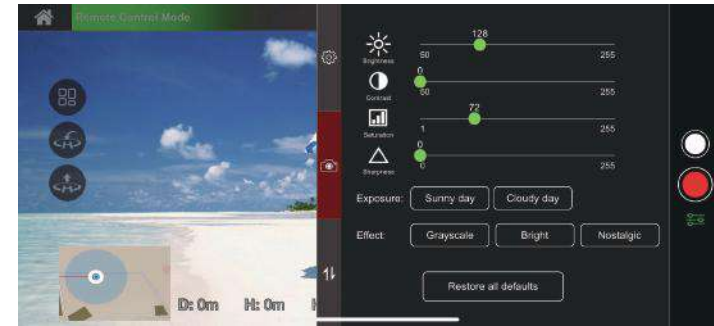 Remote Control Mode
128
Brightness
50
255
0
Contrast
60
255
72
Saturation
1
255
0
Sharpness
0
255
Exposure:
Sunny day
Cloudy day
Effect:
Grayscale
Bright
Nostalgic
Restore all defaults
D: 0m
H: 0m